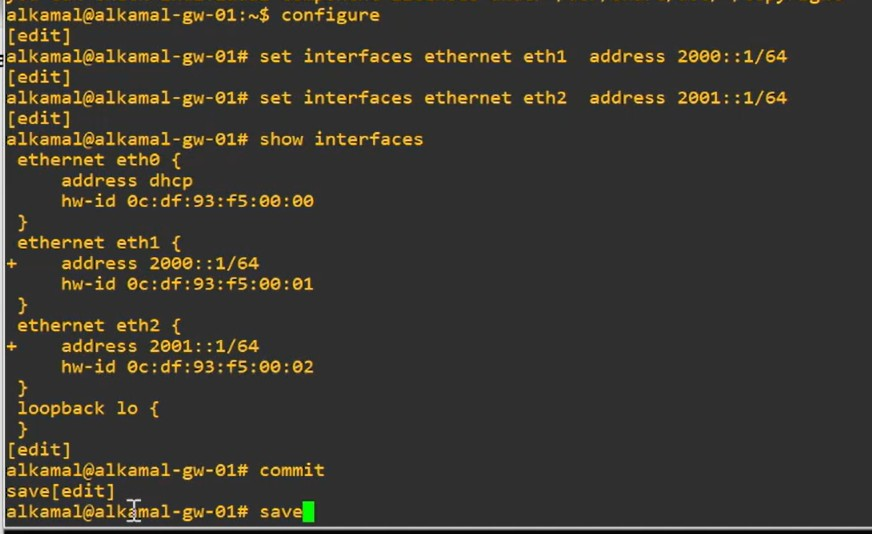 alkamal@alkamal-gw-01:~$ configure
[edit]
alkamal@alkamal-gw-01# set interfaces ethernet eth1  address 2000::1/64
[edit]
alkamal@alkamal-gw-01# set interfaces ethernet eth2  address 2001::1/64
[edit]
alkamal@alkamal-gw-01# show interfaces
 ethernet eth0 {
     address dhcp
     hw-id 0c:df:93:f5:00:00
 }
 ethernet eth1 {
+    address 2000::1/64
     hw-id 0c:df:93:f5:00:01
 }
 ethernet eth2 {
+    address 2001::1/64
     hw-id 0c:df:93:f5:00:02
 }
 loopback lo {
 }
[edit]
alkamal@alkamal-gw-01# commit
save[edit]
alkamal@alkamal-gw-01# save